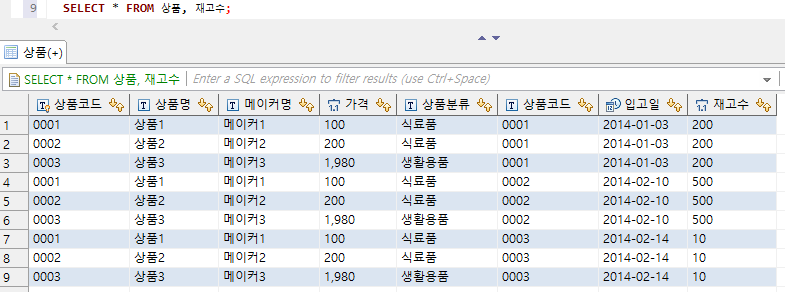 9 SELECT * FROM 상품, 재고수;
상품(+)
SELECT * FROM 상품, 재고수 Enter a SQL expression to filter results (use Ctrl+Space)
상품코드 상품명 메이커명 가격 상품분류 상품코드 입고일 재고수
1 0001 상품1 메이커1 100 식료품 0001 2014-01-03 200
2 0002 상품2 메이커2 200 식료품 0001 2014-01-03 200
3 0003 상품3 메이커3 1,980 생활용품 0001 2014-01-03 200
4 0001 상품1 메이커1 100 식료품 0002 2014-02-10 500
5 0002 상품2 메이커2 200 식료품 0002 2014-02-10 500
6 0003 상품3 메이커3 1,980 생활용품 0002 2014-02-10 500
7 0001 상품1 메이커1 100 식료품 0003 2014-02-14 10
8 0002 상품2 메이커2 200 식료품 0003 2014-02-14 10
9 0003 상품3 메이커3 1,980 생활용품 0003 2014-02-14 10